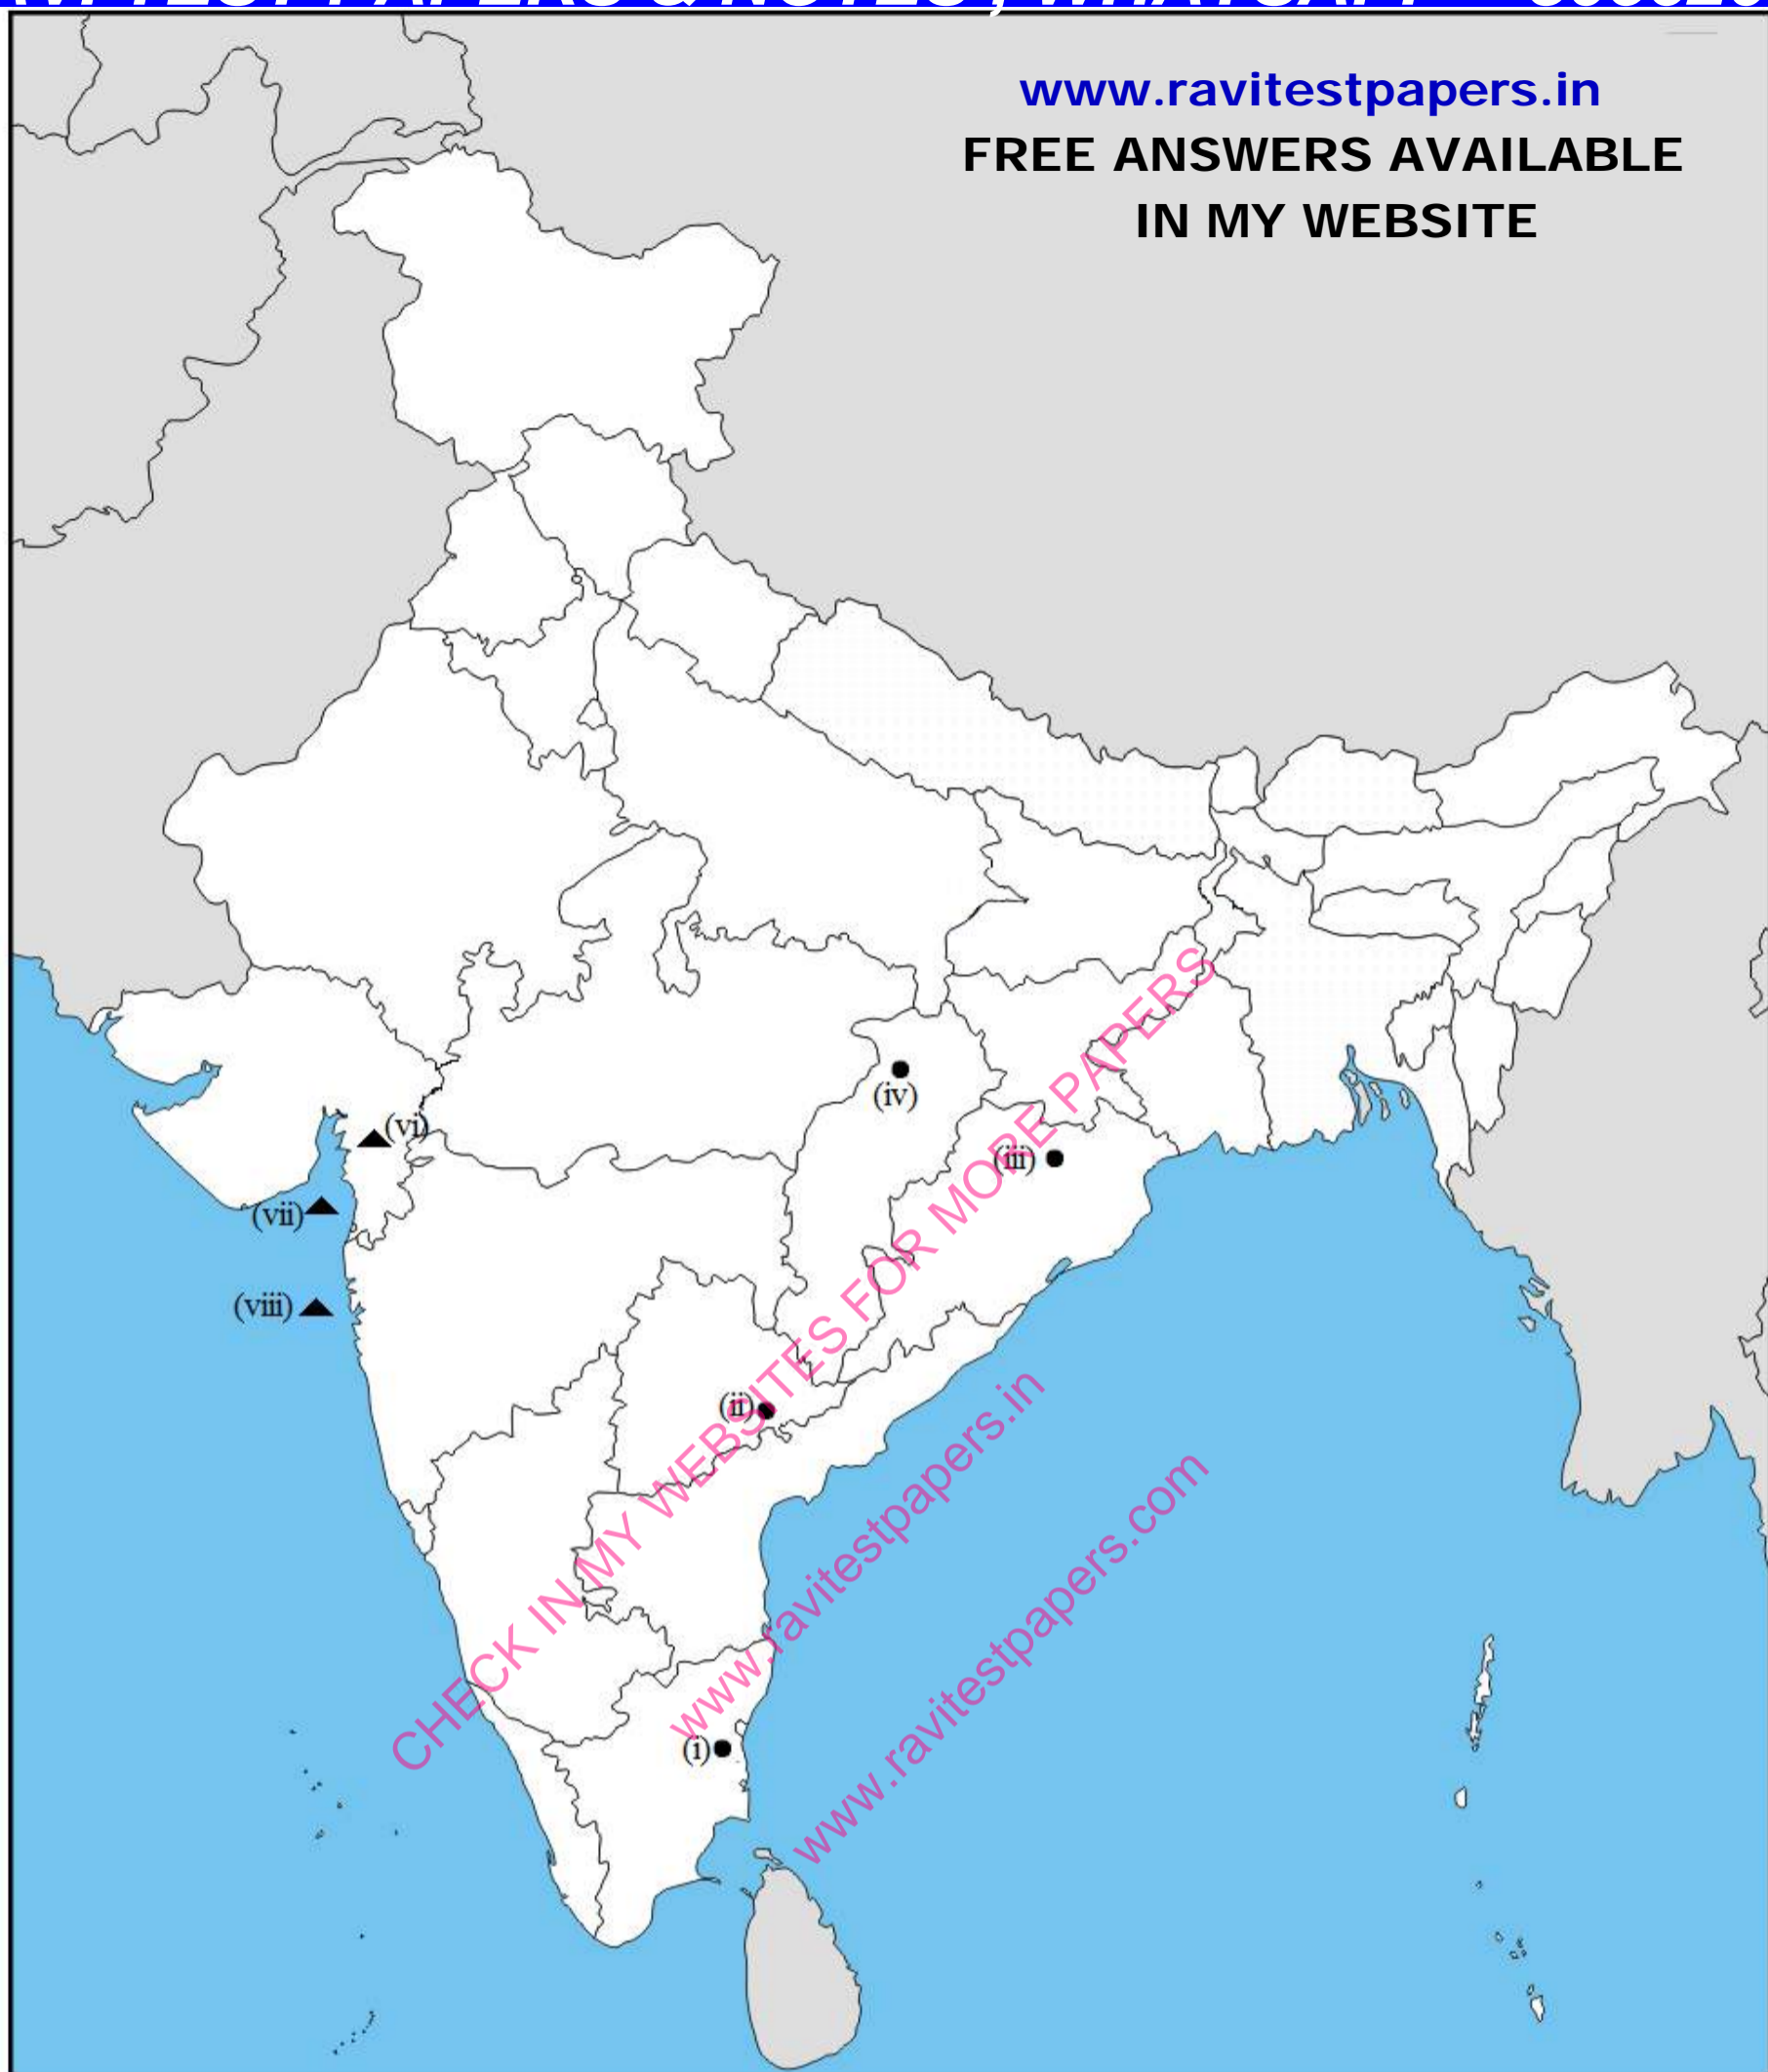 www.ravitestpapers.in
FREE ANSWERS AVAILABLE
IN MY WEBSITE
(iv)
(vi)
(iii)
(vii)
(viii)
(ii)
(i)
CHECK IN MY WEBSITES FOR MORE PAPERS
www.ravitestpapers.in
www.ravitestpapers.com